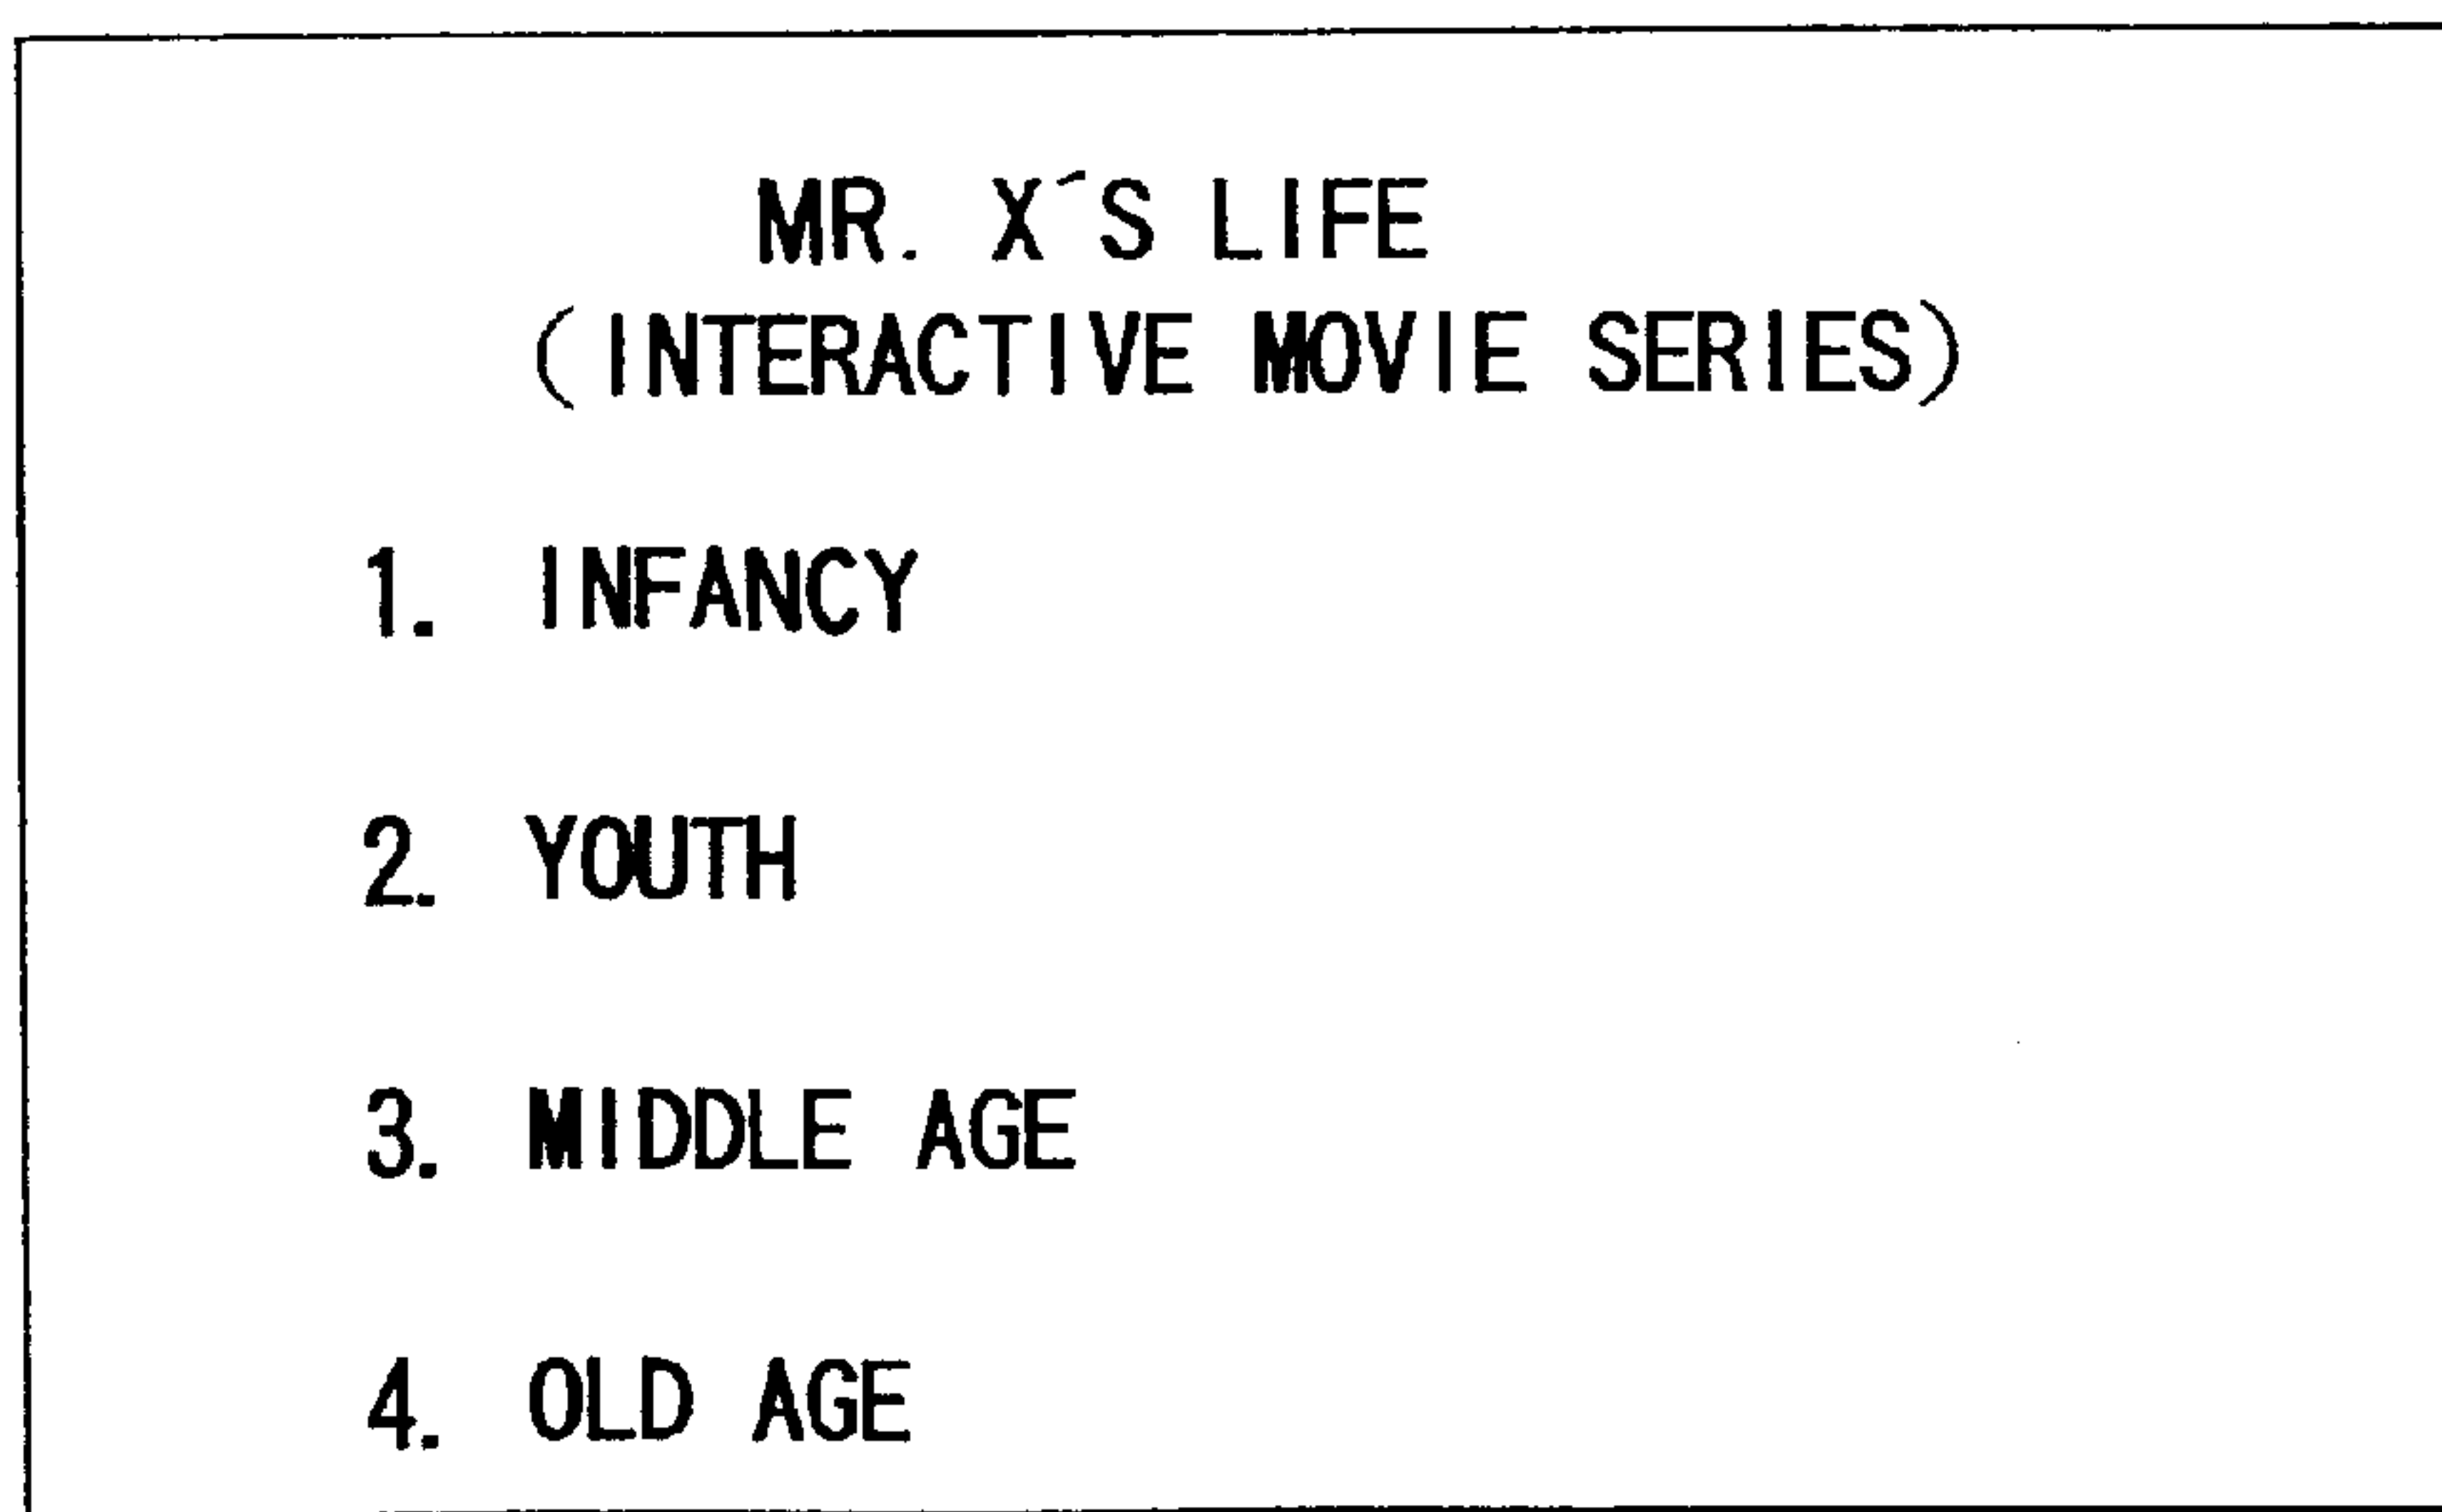 MR. X´S LIFE
(INTERACTIVE MOVIE SERIES)
1. INFANCY
2. YOUTH
3. MIDDLE AGE
4. OLD AGE